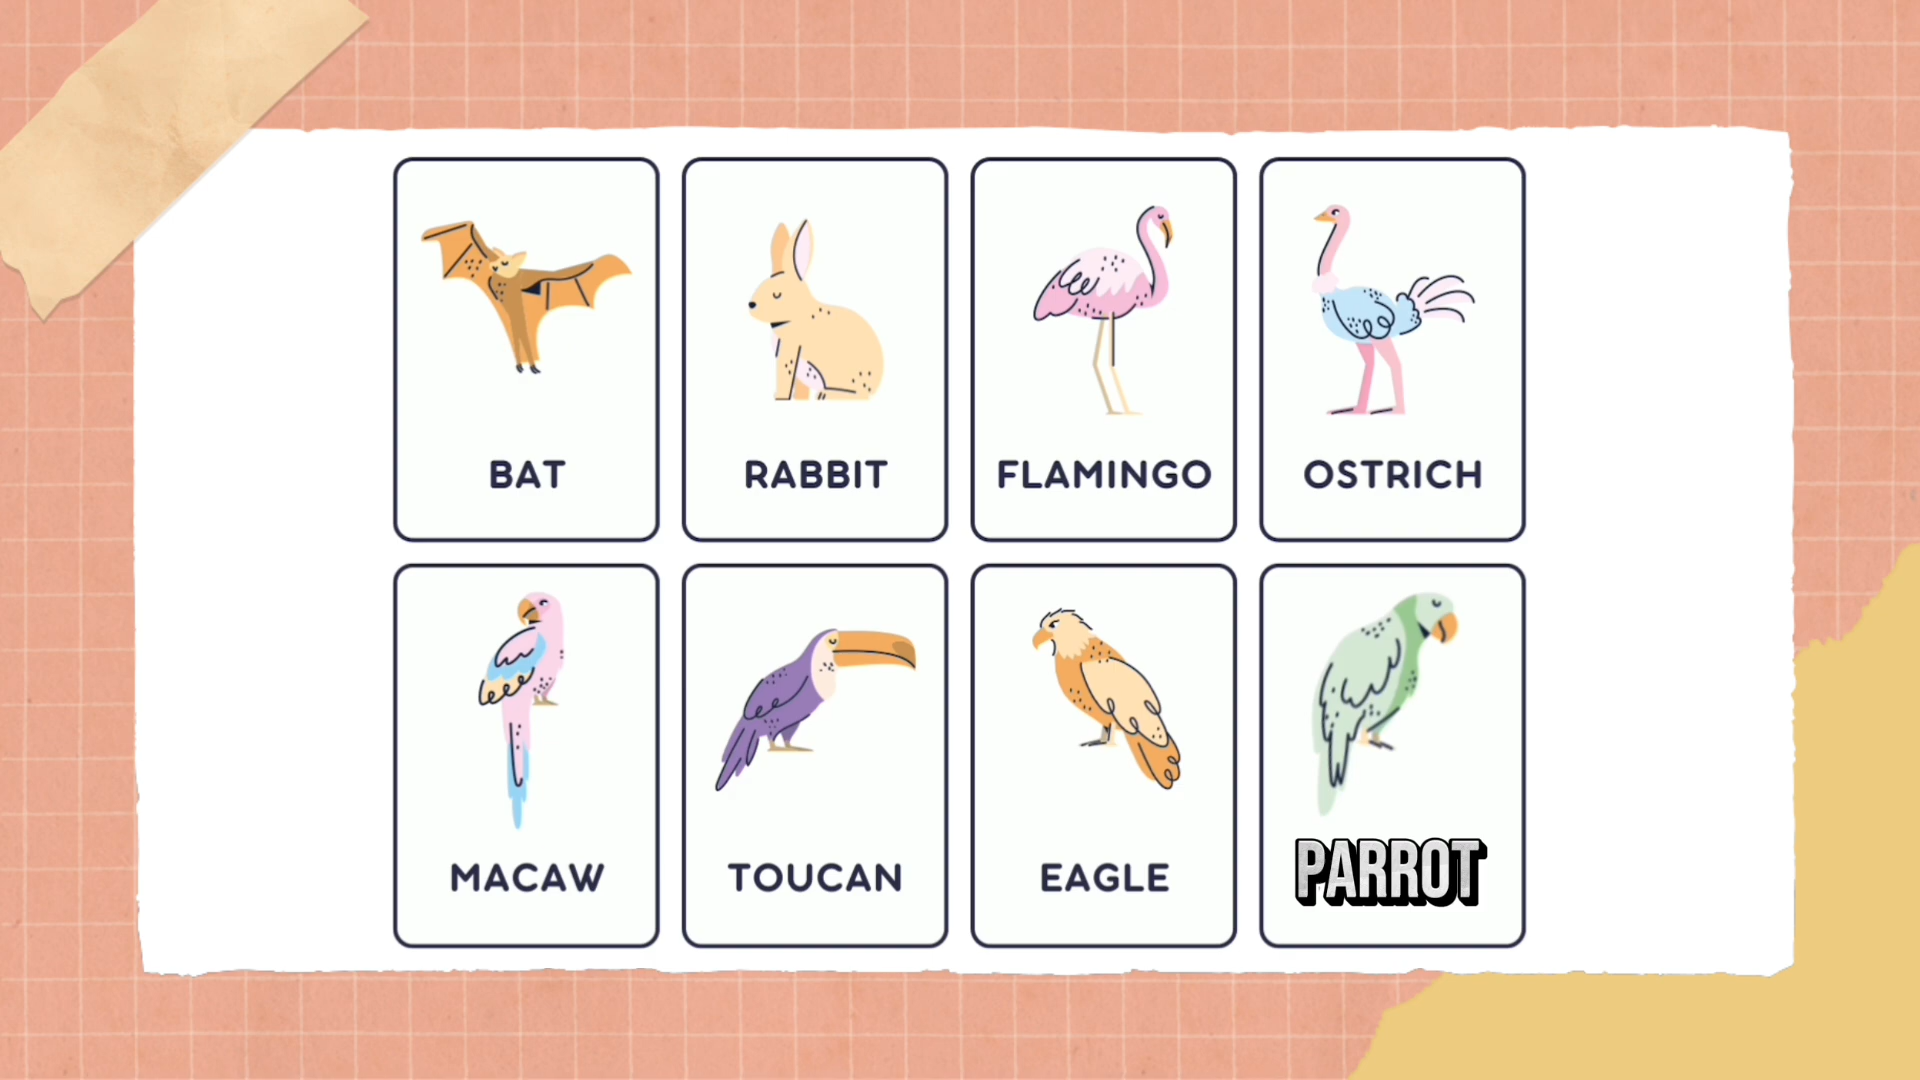 BAT
RABBIT
FLAMINGO
OSTRICH
MACAW
TOUCAN
EAGLE
PARROT